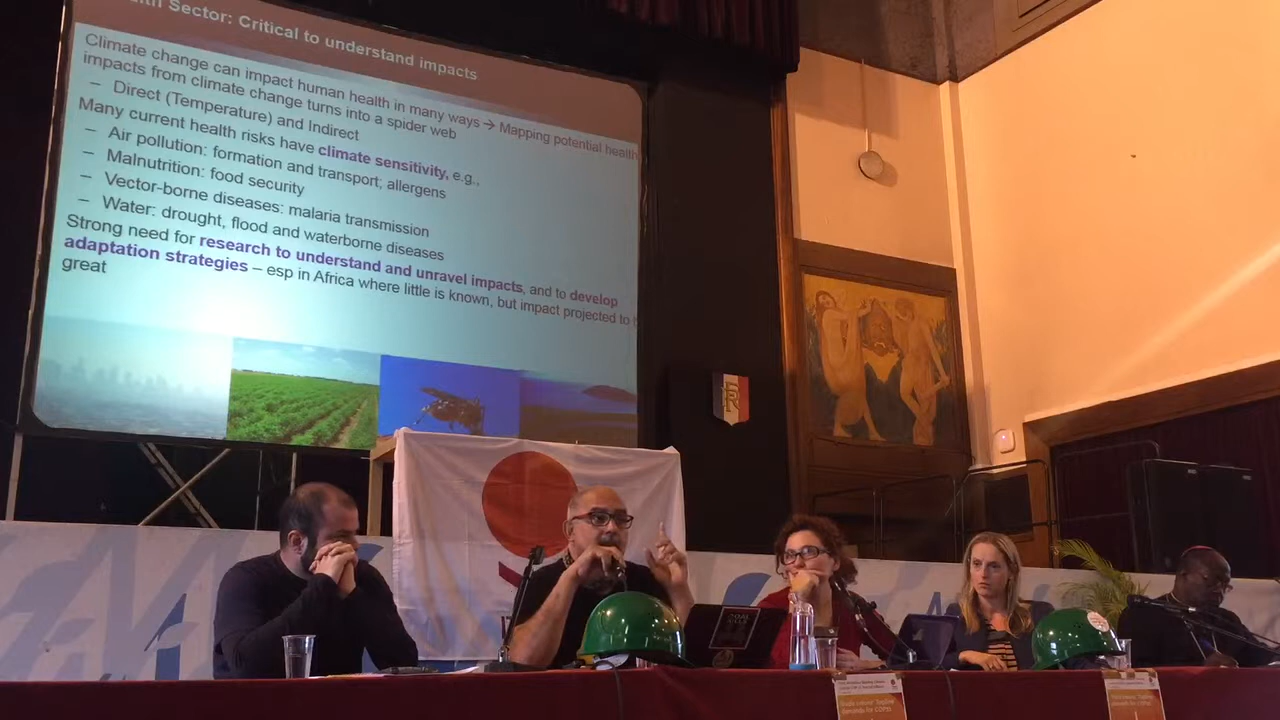 Sector: Critical to understand impacts
Climate change can impact human health in many ways → Mapping potential health
impacts from climate change turns into a spider web
– Direct (Temperature) and Indirect
Many current health risks have climate sensitivity, e.g.,
– Air pollution: formation and transport; allergens
– Malnutrition: food security
– Vector-borne diseases: malaria transmission
– Water: drought, flood and waterborne diseases
Strong need for research to understand and unravel impacts, and to develop
adaptation strategies – esp in Africa where little is known, but impact projected to
great
RF
COAL
KILLS